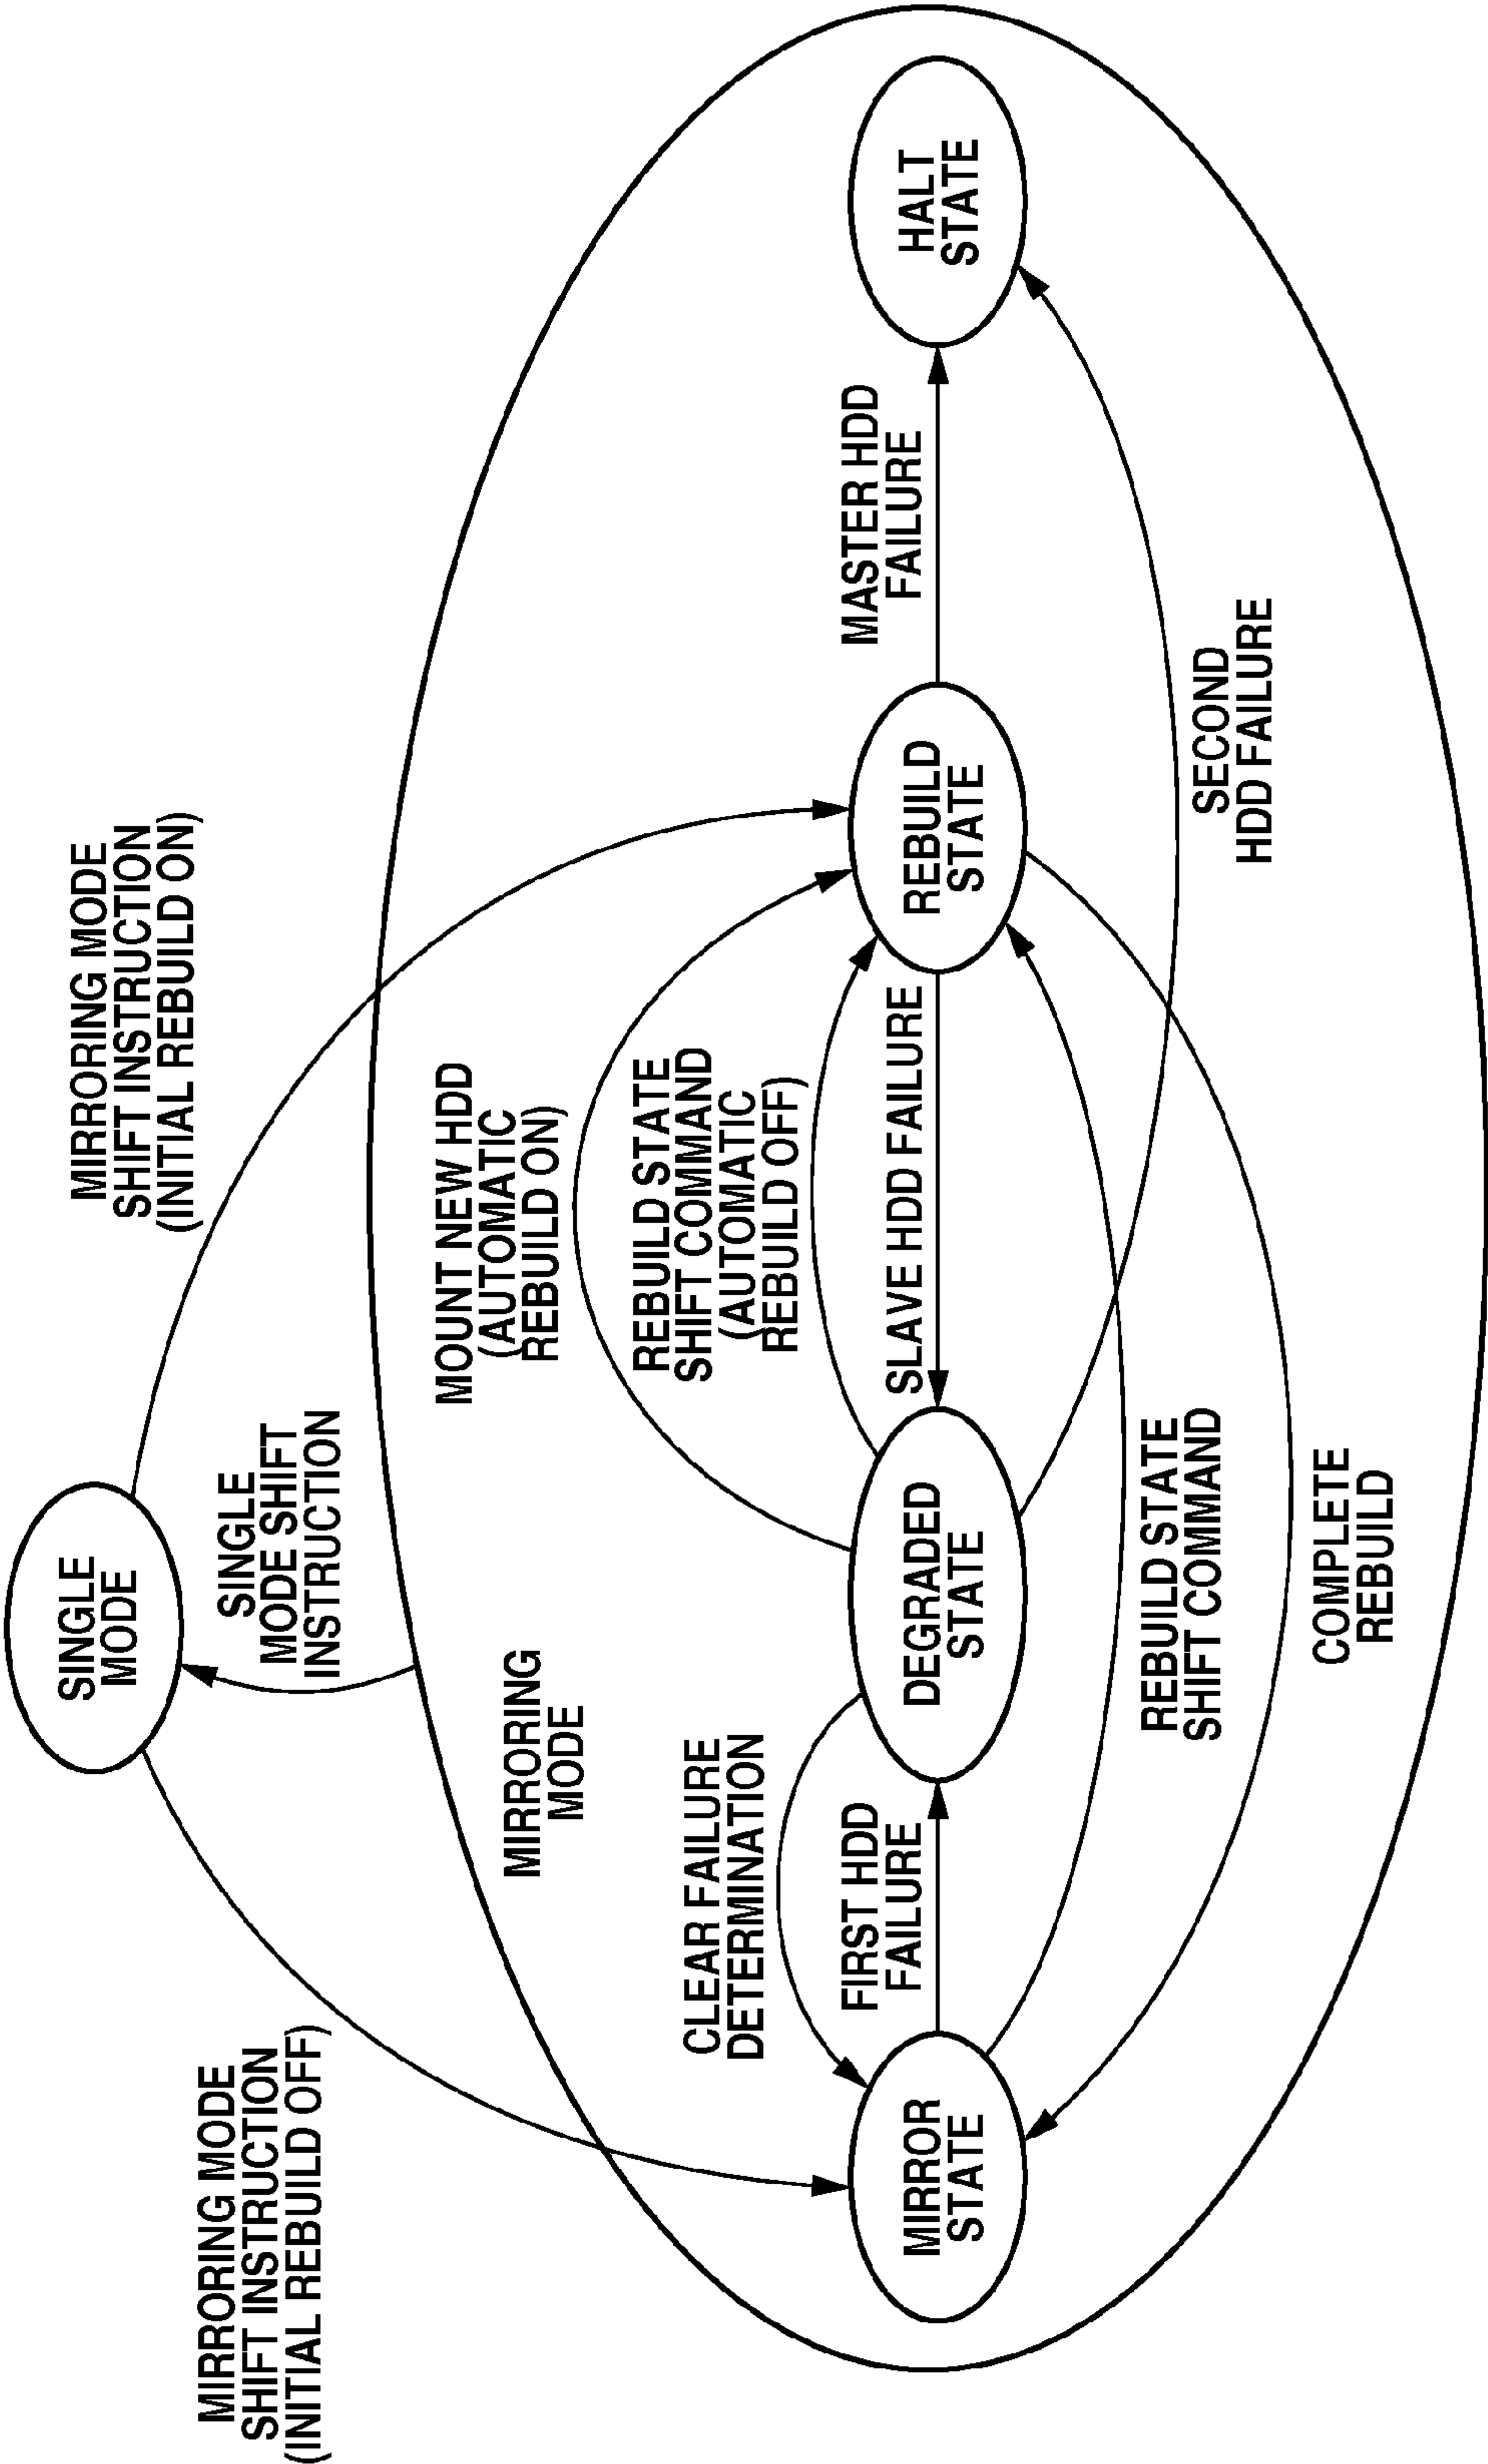 SINGLE
MODE
MIRRORING MODE
SHIFT INSTRUCTION
(INITIAL REBUILD OFF)
SINGLE
MODE SHIFT
INSTRUCTION
MIRRORING MODE
SHIFT INSTRUCTION
(INITIAL REBUILD ON)
MIRRORING
MODE
MOUNT NEW HDD
(AUTOMATIC
REBUILD ON)
CLEAR FAILURE
DETERMINATION
REBUILD STATE
SHIFT COMMAND
(AUTOMATIC
REBUILD OFF)
FIRST HDD
FAILURE
SLAVE HDD FAILURE
MASTER HDD
FAILURE
MIRROR
STATE
DEGRADED
STATE
REBUILD
STATE
HALT
STATE
REBUILD STATE
SHIFT COMMAND
SECOND
HDD FAILURE
COMPLETE
REBUILD